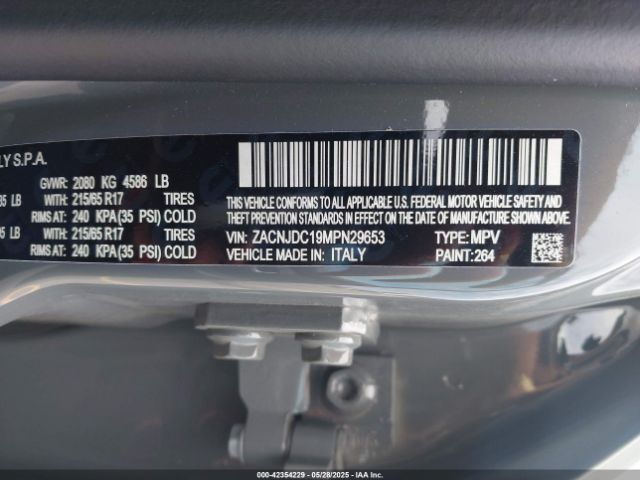 LY S.P.A.
GVWR: 2080 KG 4586 LB
LB WITH 215/65 R17 TIRES
RIMS AT: 240 KPA(35 PSI) COLD
LB WITH 215/65 R17 TIRES
RIMS AT: 240 KPA(35 PSI) COLD
THIS VEHICLE CONFORMS TO ALL APPLICABLE U.S. FEDERAL MOTOR VEHICLE SAFETY, BUMPER, AND
THEFT PREVENTION STANDARDS IN EFFECT ON THE DATE OF MANUFACTURE SHOWN ABOVE.
VIN: ZACNJDC19MPN29653 TYPE: MPV
VEHICLE MADE IN: ITALY PAINT:264
000-42354229 - 05/28/2025 - IAA Inc.